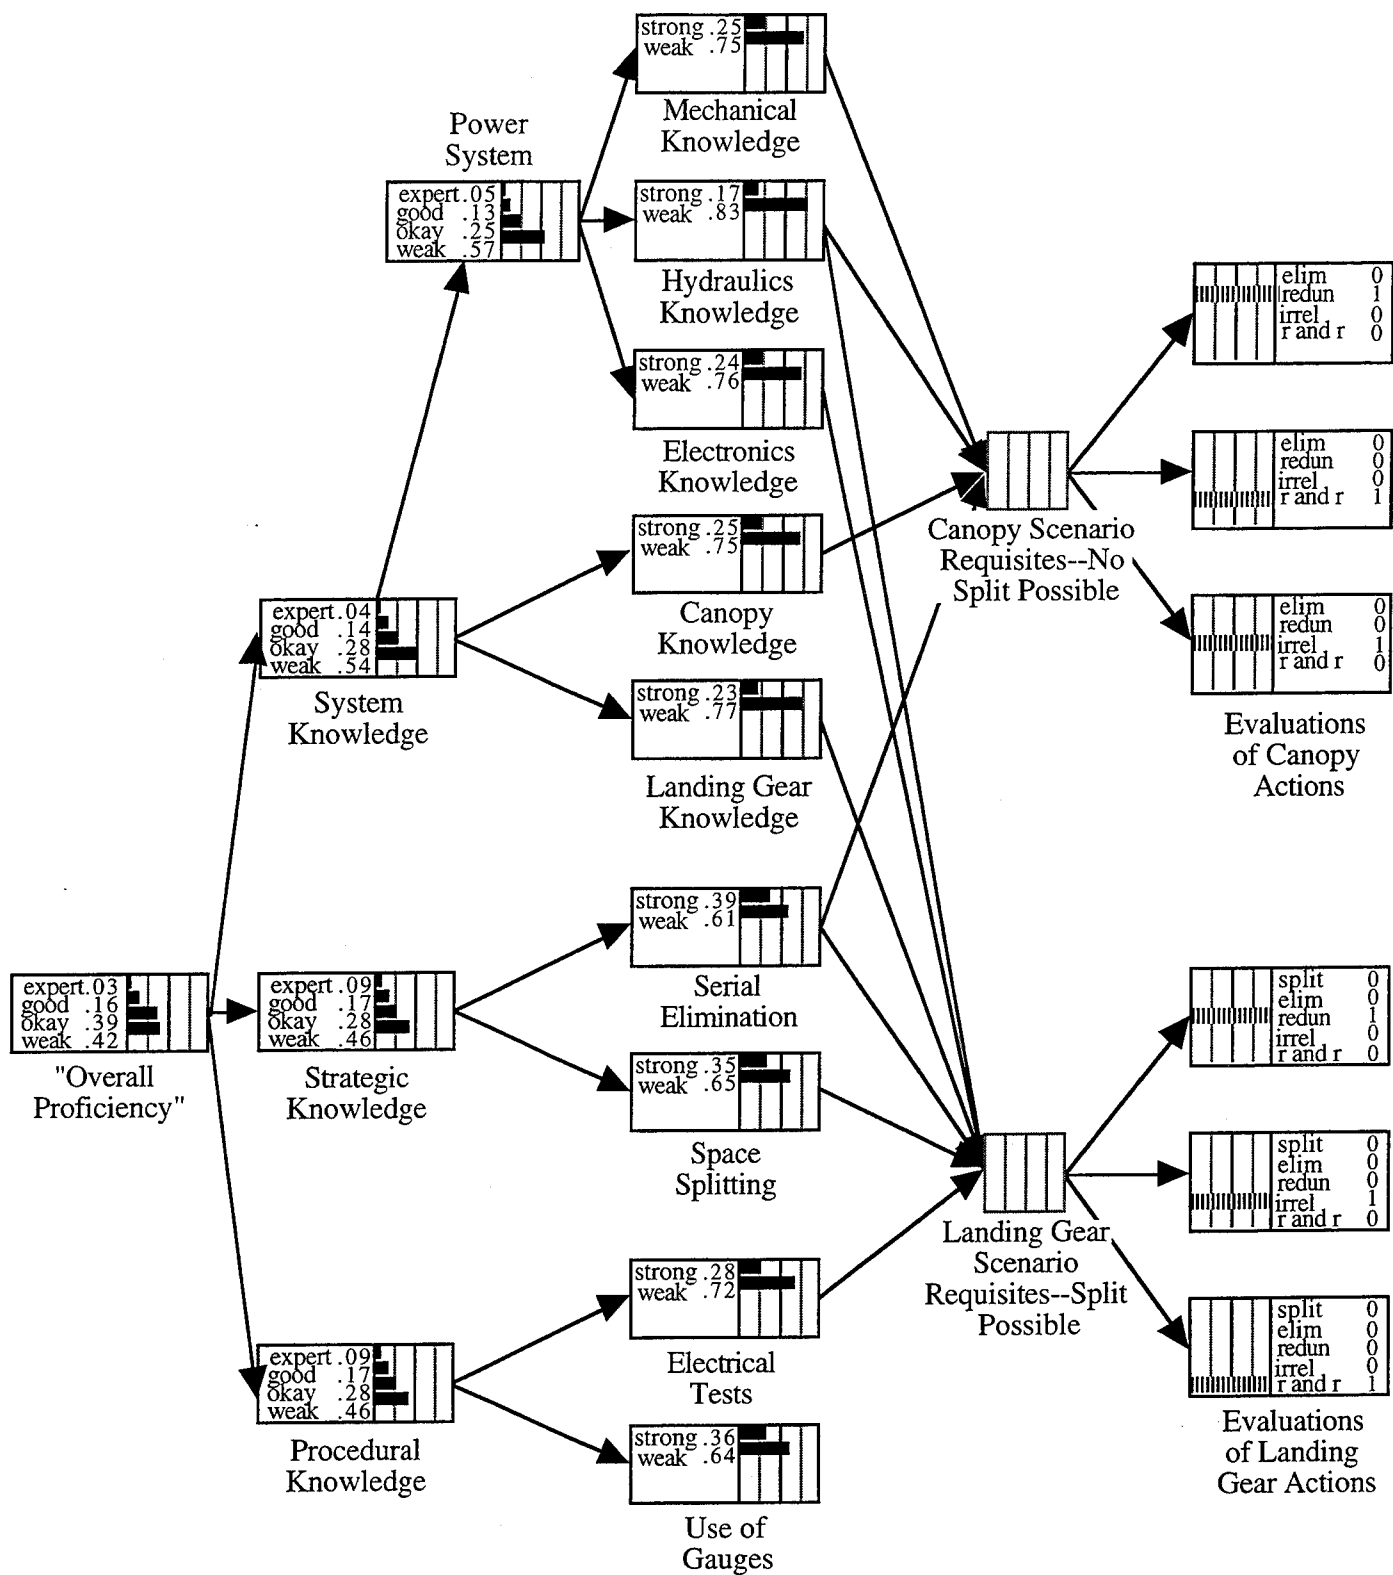 strong .25
weak .75
Mechanical
Knowledge
Power
System
expert .05
good .13
okay .25
weak .57
strong .17
weak .83
Hydraulics
Knowledge
strong .24
weak .76
Electronics
Knowledge
strong .25
weak .75
Canopy
Knowledge
expert .04
good .14
okay .28
weak .54
System
Knowledge
strong .23
weak .77
Landing Gear
Knowledge
strong .39
weak .61
Serial
Elimination
expert .03
good .16
okay .39
weak .42
"Overall
Proficiency"
expert .09
good .17
okay .28
weak .46
Strategic
Knowledge
strong .35
weak .65
Space
Splitting
strong .28
weak .72
Electrical
Tests
expert .09
good .17
okay .28
weak .46
Procedural
Knowledge
strong .36
weak .64
Use of
Gauges
Canopy Scenario
Requisites--No
Split Possible
Landing Gear
Scenario
Requisites--Split
Possible
elim 0
redun 1
irrel 0
r and r 0
elim 0
redun 0
irrel 0
r and r 1
elim 0
redun 0
irrel 1
r and r 0
Evaluations
of Canopy
Actions
split 0
elim 0
redun 1
irrel 0
r and r 0
split 0
elim 0
redun 0
irrel 1
r and r 0
split 0
elim 0
redun 0
irrel 0
r and r 1
Evaluations
of Landing
Gear Actions